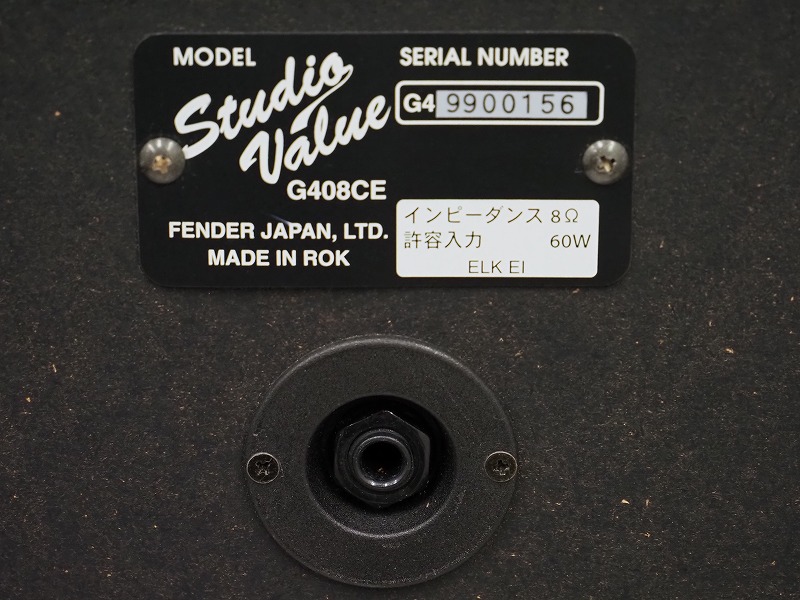 MODEL
Studio
Value
G408CE
SERIAL NUMBER
G4 9900156
FENDER JAPAN, LTD.
MADE IN ROK
インピーダンス 8Ω
許容入力 60W
ELK EI